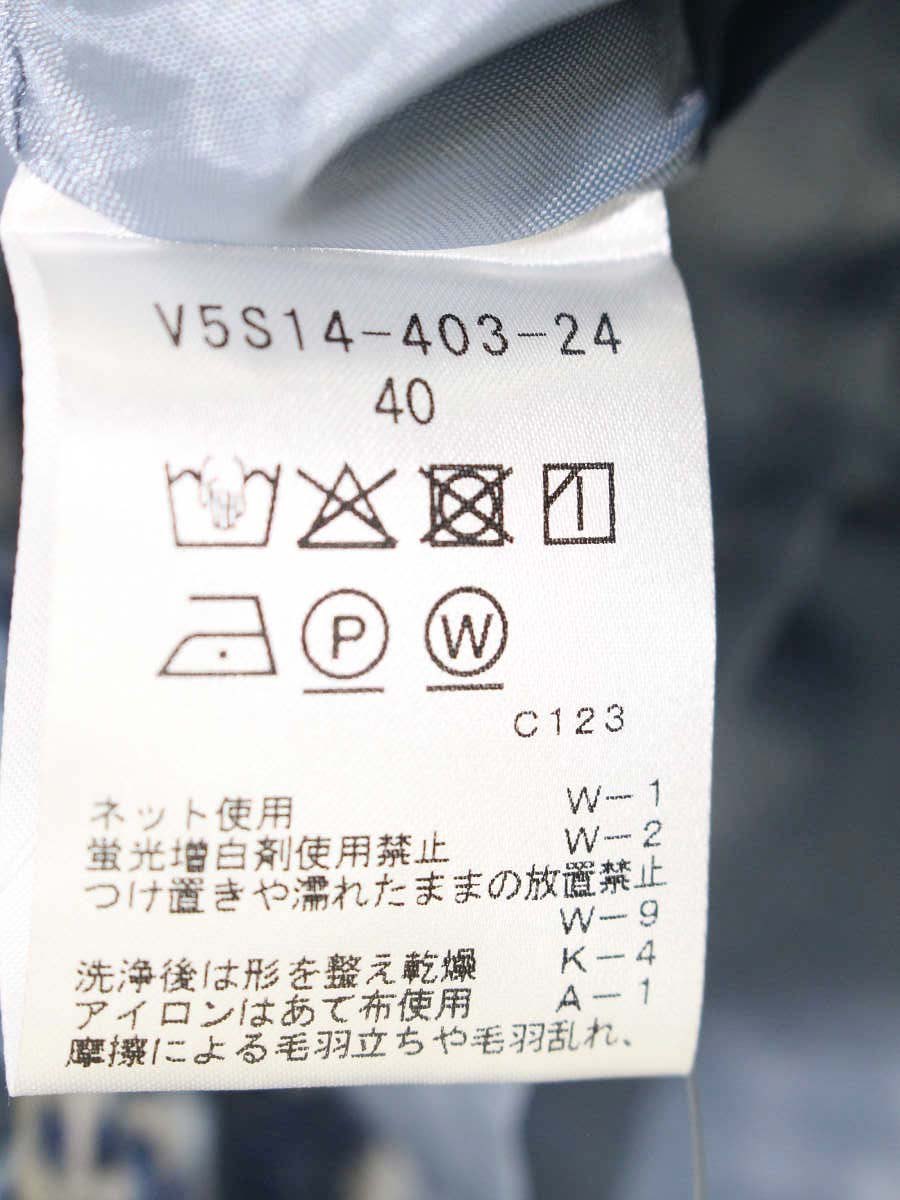 V5S14-403-24
40
P W
C123
ネット使用 W-1
蛍光増白剤使用禁止 W-2
つけ置きや濡れたままの放置禁止
W-9
洗浄後は形を整え乾燥 K-4
アイロンはあて布使用 A-1
摩擦による毛羽立ちや毛羽乱れ、